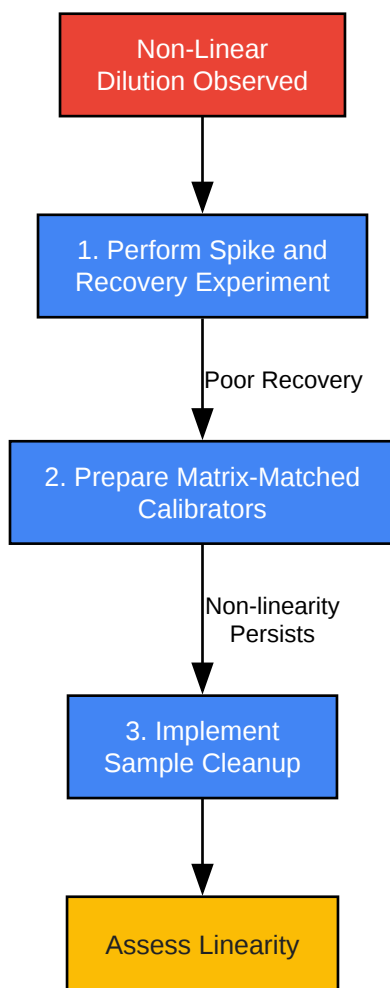 Non-Linear
Dilution Observed
1. Perform Spike and
Recovery Experiment
Poor Recovery
2. Prepare Matrix-Matched
Calibrators
Non-linearity
Persists
3. Implement
Sample Cleanup
Assess Linearity